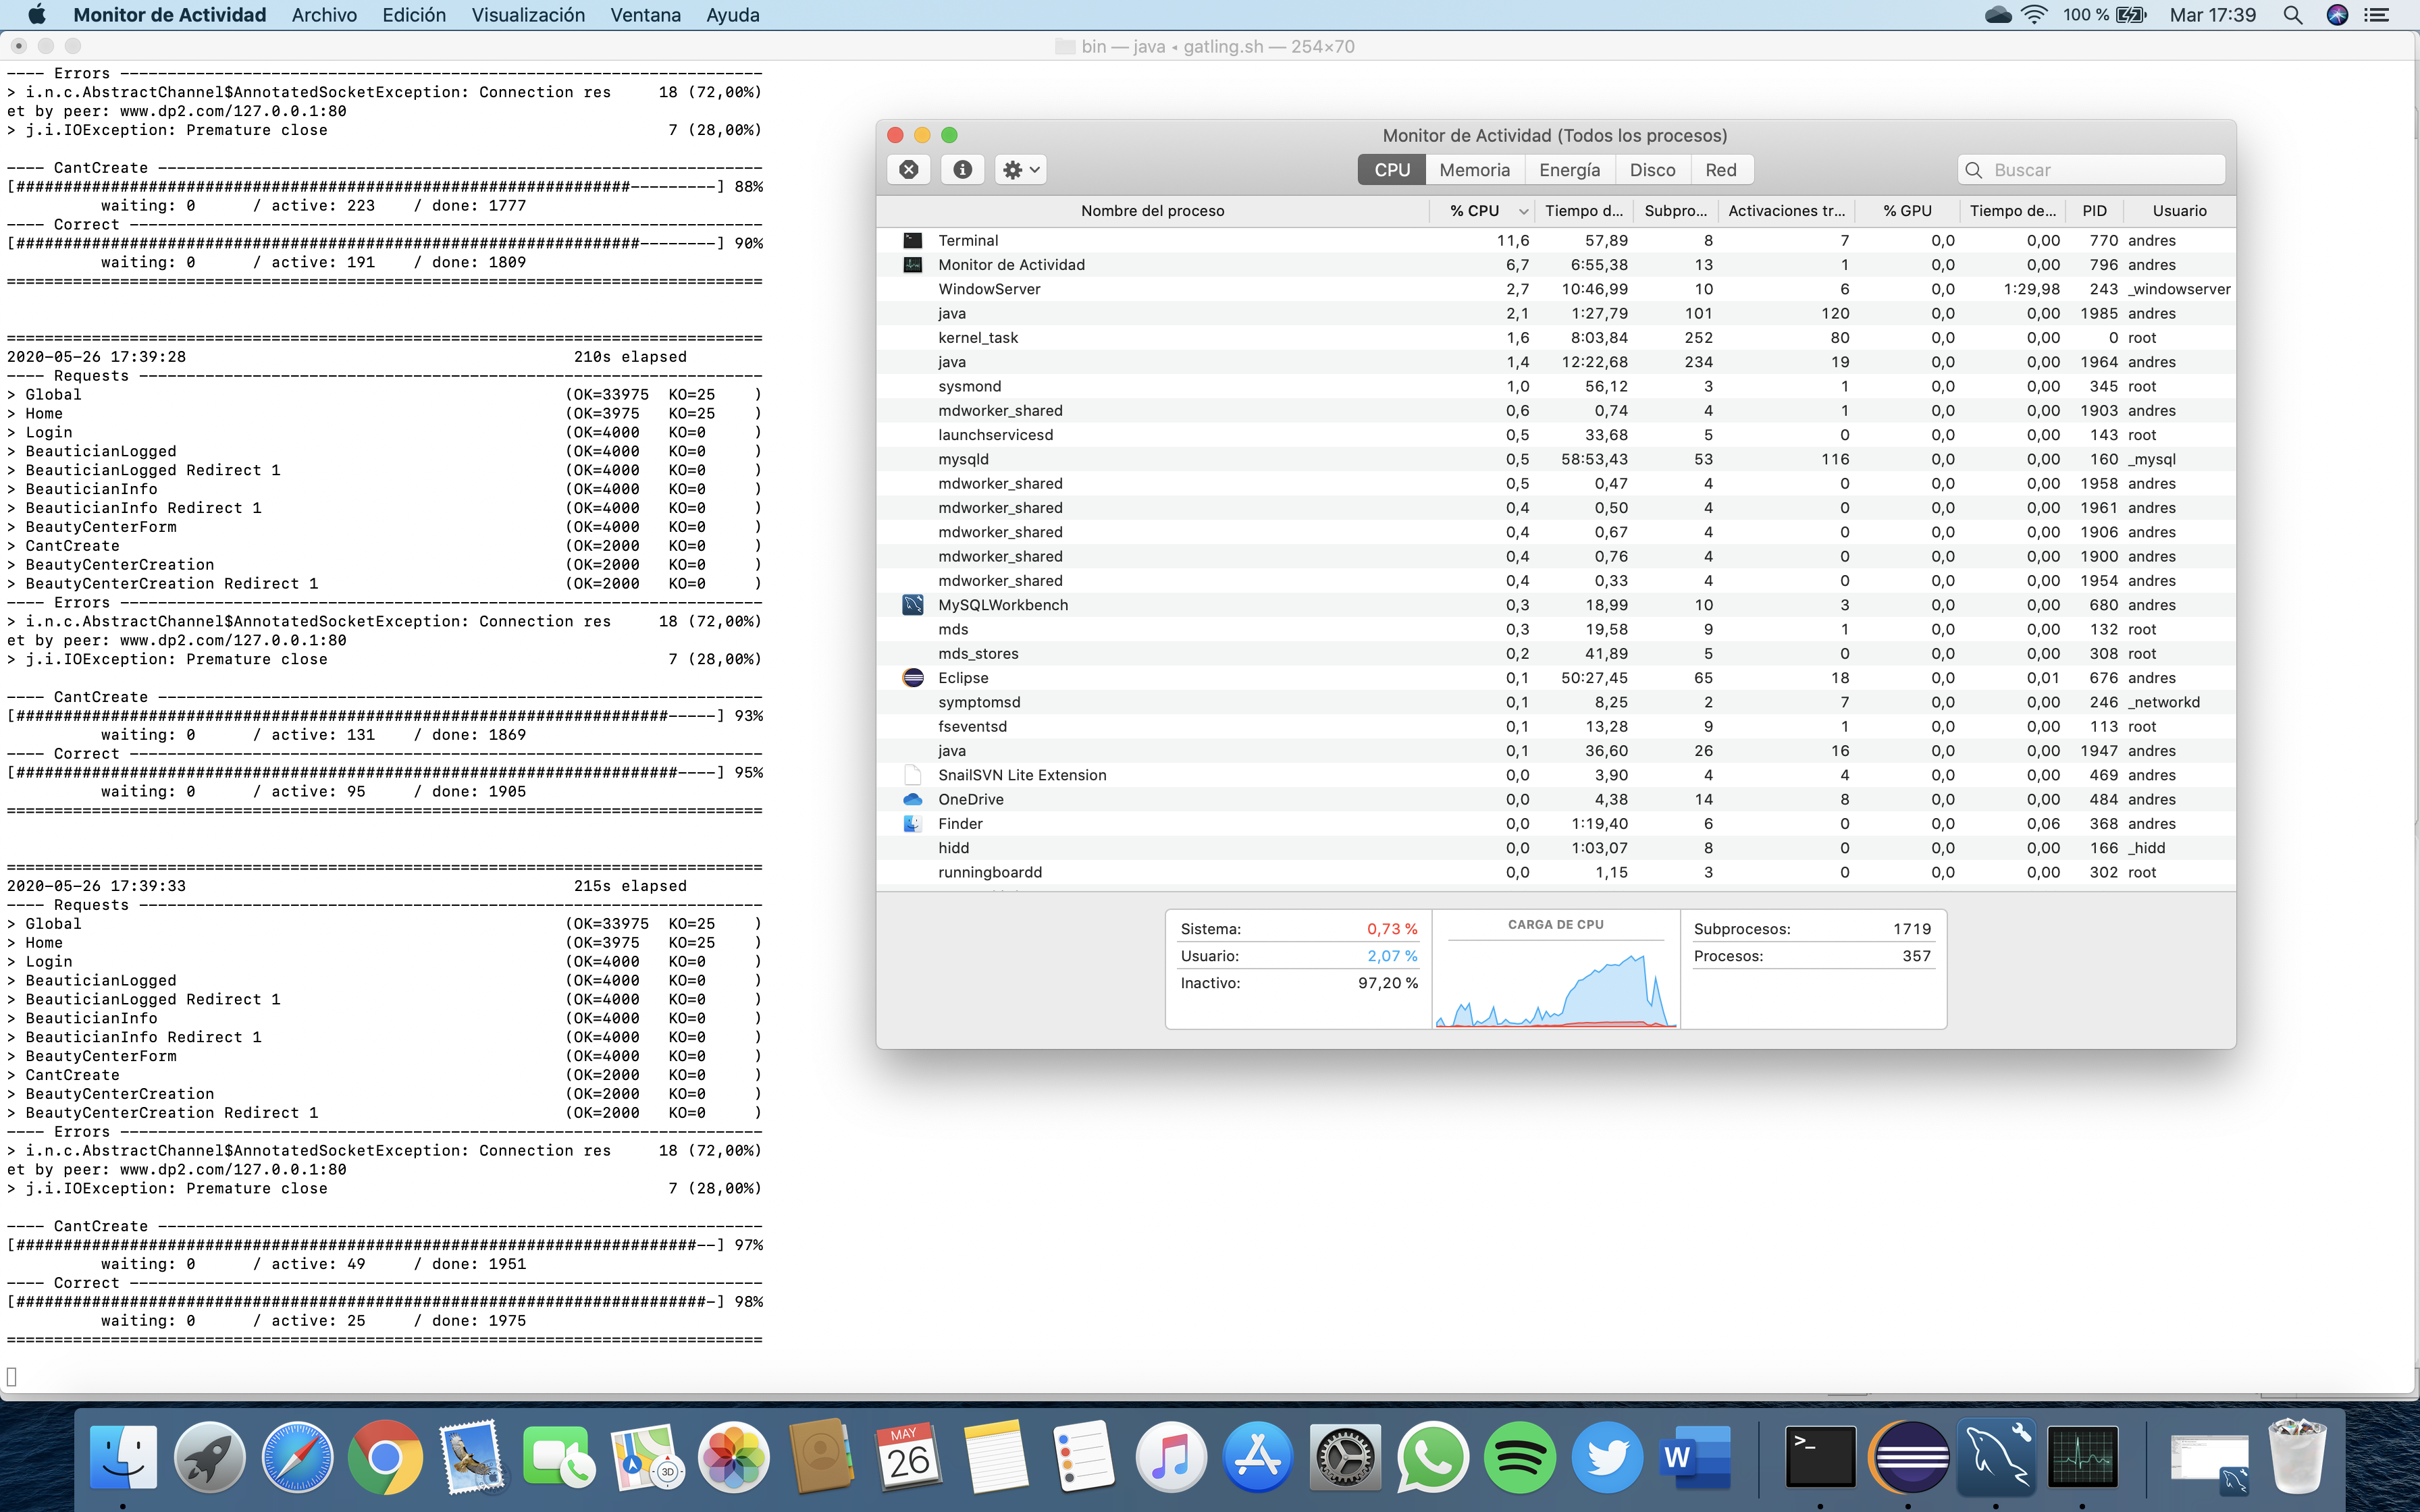 Monitor de Actividad Archivo Edición Visualización Ventana Ayuda 100 % Mar 17:39
bin — java ◂ gatling.sh — 254×70
---- Errors --------------------------------------------------------------------
> i.n.c.AbstractChannel$AnnotatedSocketException: Connection res     18 (72,00%)
et by peer: www.dp2.com/127.0.0.1:80
> j.i.IOException: Premature close                                    7 (28,00%)
---- CantCreate ----------------------------------------------------------------
[#################################################################---------] 88%
          waiting: 0      / active: 223    / done: 1777
---- Correct -------------------------------------------------------------------
[##################################################################--------] 90%
          waiting: 0      / active: 191    / done: 1809
================================================================================
================================================================================
2020-05-26 17:39:28                                         210s elapsed
---- Requests ------------------------------------------------------------------
> Global                                                   (OK=33975  KO=25    )
> Home                                                     (OK=3975   KO=25    )
> Login                                                    (OK=4000   KO=0     )
> BeauticianLogged                                         (OK=4000   KO=0     )
> BeauticianLogged Redirect 1                              (OK=4000   KO=0     )
> BeauticianInfo                                           (OK=4000   KO=0     )
> BeauticianInfo Redirect 1                                (OK=4000   KO=0     )
> BeautyCenterForm                                         (OK=4000   KO=0     )
> CantCreate                                               (OK=2000   KO=0     )
> BeautyCenterCreation                                     (OK=2000   KO=0     )
> BeautyCenterCreation Redirect 1                          (OK=2000   KO=0     )
---- Errors --------------------------------------------------------------------
> i.n.c.AbstractChannel$AnnotatedSocketException: Connection res     18 (72,00%)
et by peer: www.dp2.com/127.0.0.1:80
> j.i.IOException: Premature close                                    7 (28,00%)
---- CantCreate ----------------------------------------------------------------
[#####################################################################-----] 93%
          waiting: 0      / active: 131    / done: 1869
---- Correct -------------------------------------------------------------------
[######################################################################----] 95%
          waiting: 0      / active: 95     / done: 1905
================================================================================
================================================================================
2020-05-26 17:39:33                                         215s elapsed
---- Requests ------------------------------------------------------------------
> Global                                                   (OK=33975  KO=25    )
> Home                                                     (OK=3975   KO=25    )
> Login                                                    (OK=4000   KO=0     )
> BeauticianLogged                                         (OK=4000   KO=0     )
> BeauticianLogged Redirect 1                              (OK=4000   KO=0     )
> BeauticianInfo                                           (OK=4000   KO=0     )
> BeauticianInfo Redirect 1                                (OK=4000   KO=0     )
> BeautyCenterForm                                         (OK=4000   KO=0     )
> CantCreate                                               (OK=2000   KO=0     )
> BeautyCenterCreation                                     (OK=2000   KO=0     )
> BeautyCenterCreation Redirect 1                          (OK=2000   KO=0     )
---- Errors --------------------------------------------------------------------
> i.n.c.AbstractChannel$AnnotatedSocketException: Connection res     18 (72,00%)
et by peer: www.dp2.com/127.0.0.1:80
> j.i.IOException: Premature close                                    7 (28,00%)
---- CantCreate ----------------------------------------------------------------
[########################################################################--] 97%
          waiting: 0      / active: 49     / done: 1951
---- Correct -------------------------------------------------------------------
[#########################################################################-] 98%
          waiting: 0      / active: 25     / done: 1975
================================================================================
Monitor de Actividad (Todos los procesos)
CPU Memoria Energía Disco Red Buscar
Nombre del proceso % CPU Tiempo d... Subpro... Activaciones tr... % GPU Tiempo de... PID Usuario
Terminal 11,6 57,89 8 7 0,0 0,00 770 andres
Monitor de Actividad 6,7 6:55,38 13 1 0,0 0,00 796 andres
WindowServer 2,7 10:46,99 10 6 0,0 1:29,98 243 _windowserver
java 2,1 1:27,79 101 120 0,0 0,00 1985 andres
kernel_task 1,6 8:03,84 252 80 0,0 0,00 0 root
java 1,4 12:22,68 234 19 0,0 0,00 1964 andres
sysmond 1,0 56,12 3 1 0,0 0,00 345 root
mdworker_shared 0,6 0,74 4 1 0,0 0,00 1903 andres
launchservicesd 0,5 33,68 5 0 0,0 0,00 143 root
mysqld 0,5 58:53,43 53 116 0,0 0,00 160 _mysql
mdworker_shared 0,5 0,47 4 0 0,0 0,00 1958 andres
mdworker_shared 0,4 0,50 4 0 0,0 0,00 1961 andres
mdworker_shared 0,4 0,67 4 0 0,0 0,00 1906 andres
mdworker_shared 0,4 0,76 4 0 0,0 0,00 1900 andres
mdworker_shared 0,4 0,33 4 0 0,0 0,00 1954 andres
MySQLWorkbench 0,3 18,99 10 3 0,0 0,00 680 andres
mds 0,3 19,58 9 1 0,0 0,00 132 root
mds_stores 0,2 41,89 5 0 0,0 0,00 308 root
Eclipse 0,1 50:27,45 65 18 0,0 0,01 676 andres
symptomsd 0,1 8,25 2 7 0,0 0,00 246 _networkd
fseventsd 0,1 13,28 9 1 0,0 0,00 113 root
java 0,1 36,60 26 16 0,0 0,00 1947 andres
SnailSVN Lite Extension 0,0 3,90 4 4 0,0 0,00 469 andres
OneDrive 0,0 4,38 14 8 0,0 0,00 484 andres
Finder 0,0 1:19,40 6 0 0,0 0,06 368 andres
hidd 0,0 1:03,07 8 0 0,0 0,00 166 _hidd
runningboardd 0,0 1,15 3 0 0,0 0,00 302 root
Sistema: 0,73 % CARGA DE CPU Subprocesos: 1719
Usuario: 2,07 % Procesos: 357
Inactivo: 97,20 %
3D MAY 26 W >_